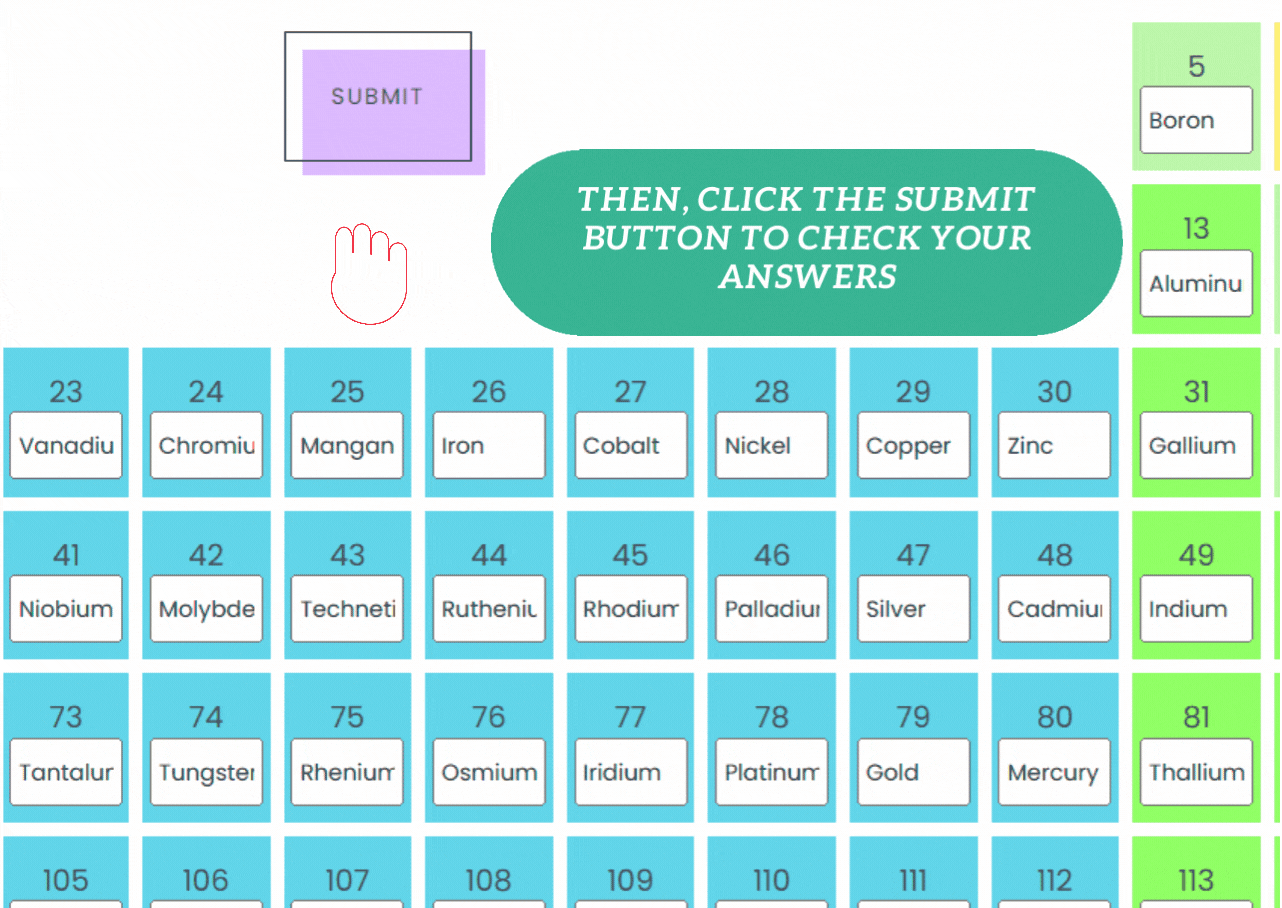 SUBMIT
5
Boron
THEN, CLICK THE SUBMIT
BUTTON TO CHECK YOUR
ANSWERS
13
Aluminu
23 24 25 26 27 28 29 30 31
Vanadiu Chromiu Mangan Iron Cobalt Nickel Copper Zinc Gallium
41 42 43 44 45 46 47 48 49
Niobium Molybde Techneti Rutheniu Rhodium Palladiur Silver Cadmiu Indium
73 74 75 76 77 78 79 80 81
Tantalur Tungster Rhenium Osmium Iridium Platinum Gold Mercury Thallium
105 106 107 108 109 110 111 112 113